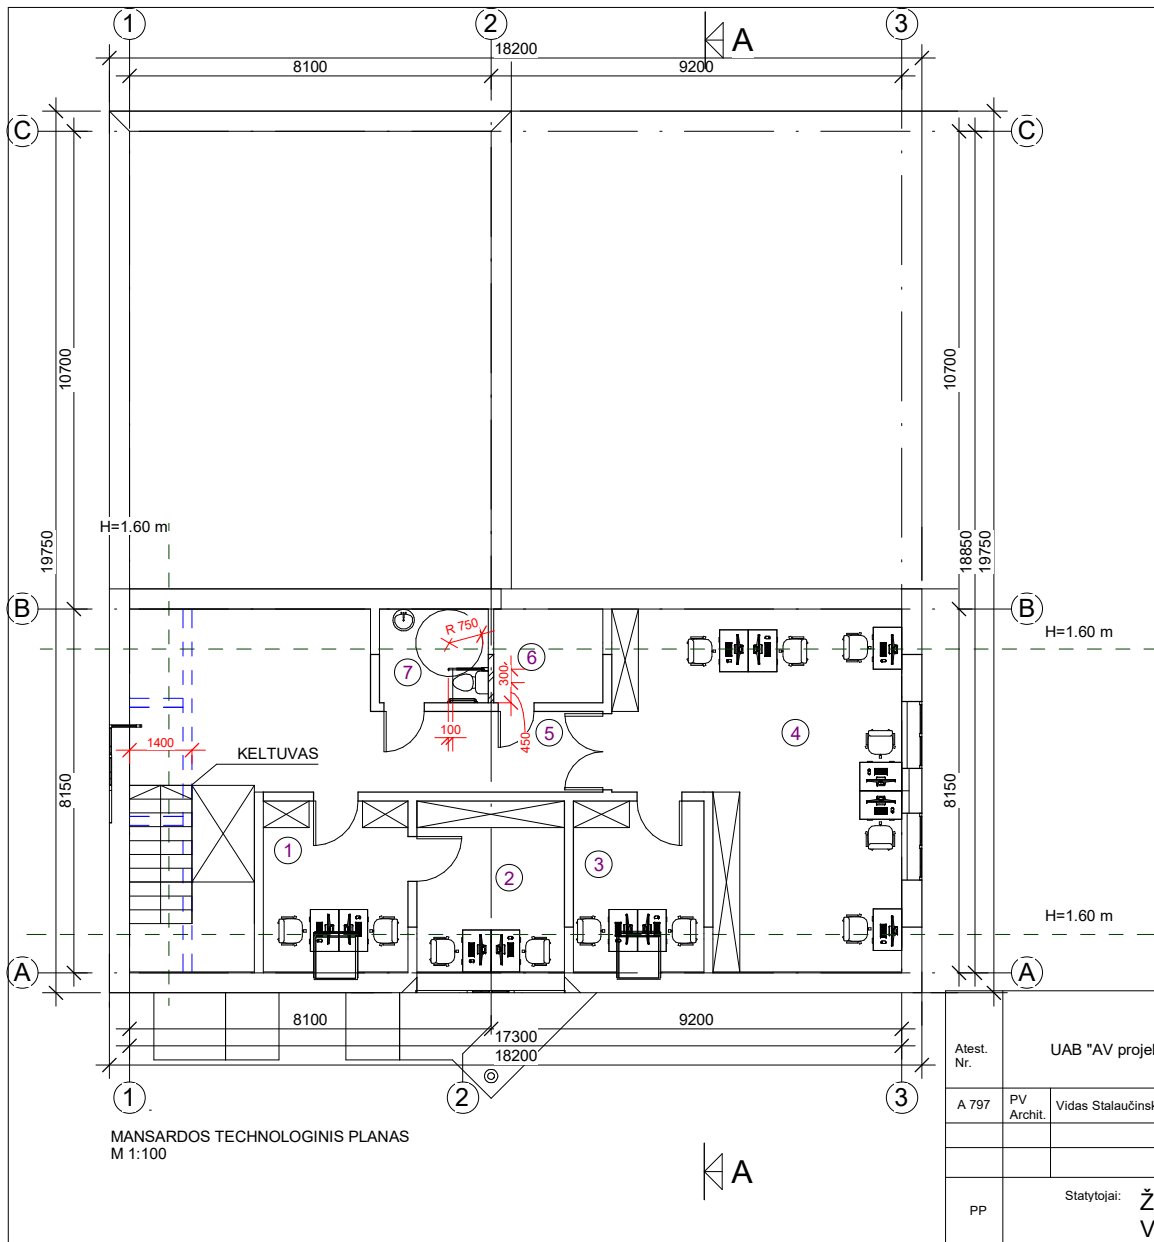 1
2
3
A
18200
8100
9200
C
C
10700
10700
H=1.60 m
19750
18850
19750
B
B
H=1.60 m
R 750
7
6
300
5
4
100
450
1400
KELTUVAS
8150
8150
1
2
3
H=1.60 m
A
A
8100
9200
17300
18200
1
2
3
MANSARDOS TECHNOLOGINIS PLANAS
M 1:100
A
Atest.
Nr.
UAB "AV projek
A 797
PV
Archit.
Vidas Stalaučinsk
PP
Statytojai:
Ž
V